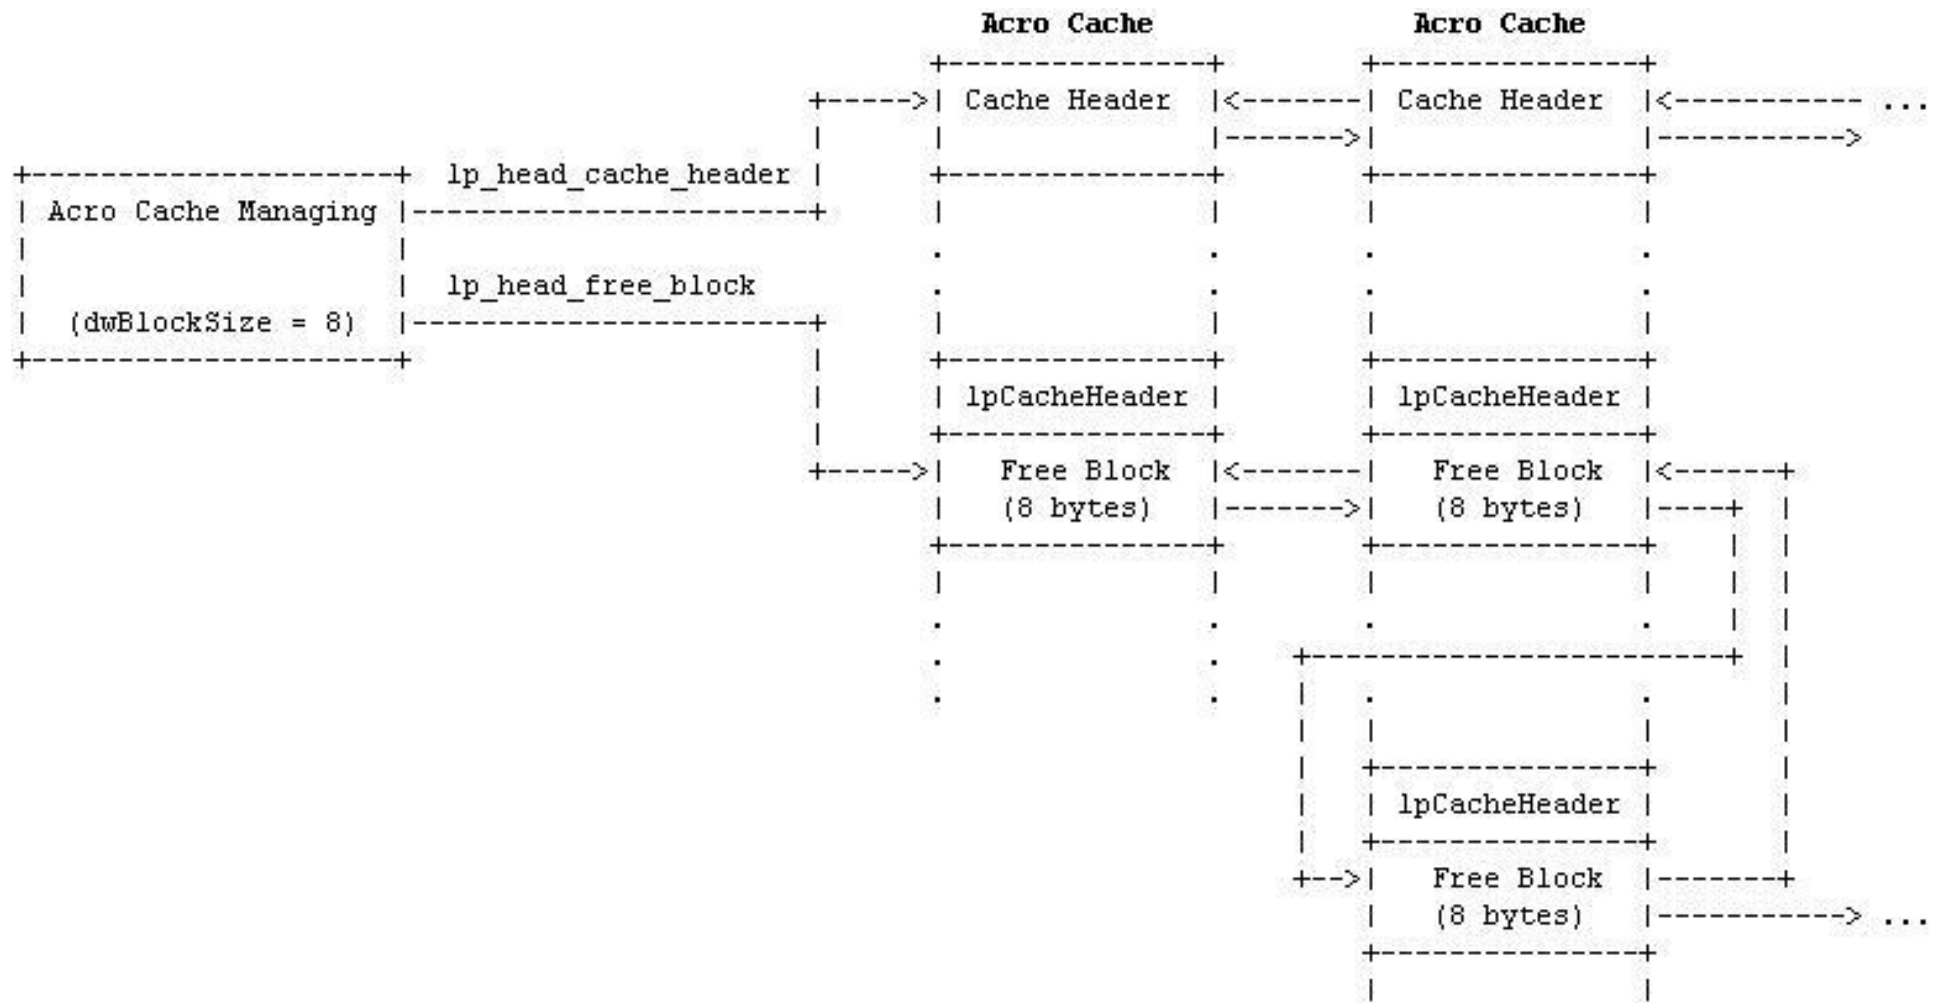 Acro Cache Acro Cache
Cache Header Cache Header ...
lp_head_cache_header
Acro Cache Managing
lp_head_free_block
(dwBlockSize = 8)
lpCacheHeader lpCacheHeader
Free Block Free Block
(8 bytes) (8 bytes)
lpCacheHeader
Free Block
(8 bytes) ...